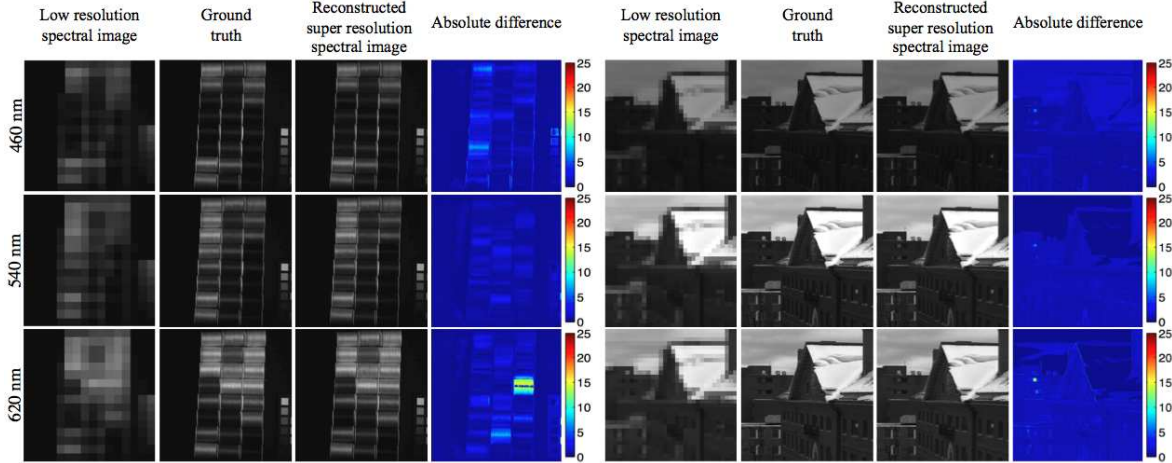 Low resolution
spectral image
Ground
truth
Reconstructed
super resolution
spectral image
Absolute difference
Low resolution
spectral image
Ground
truth
Reconstructed
super resolution
spectral image
Absolute difference
460 nm
25
20
15
10
5
0
25
20
15
10
5
0
540 nm
25
20
15
10
5
0
25
20
15
10
5
0
620 nm
25
20
15
10
5
0
25
20
15
10
5
0